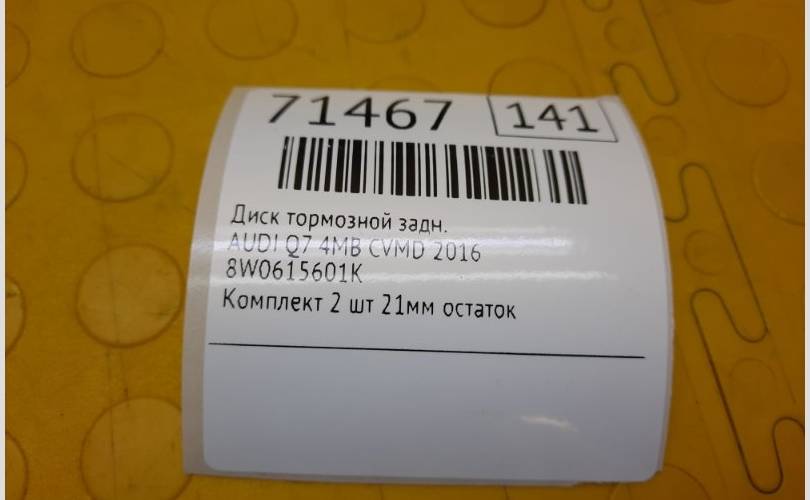 71467 141
Диск тормозной задн.
AUDI Q7 4MB CVMD 2016
8W0615601K
Комплект 2 шт 21мм остаток